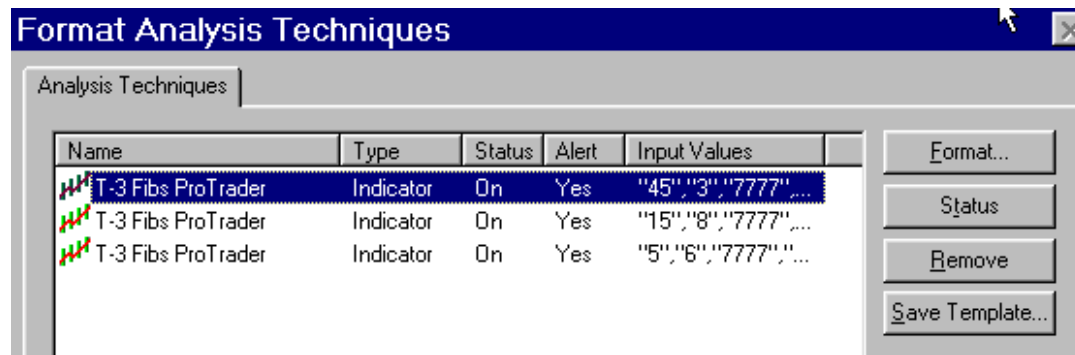 Format Analysis Techniques
Analysis Techniques
Name Type Status Alert Input Values
T-3 Fibs ProTrader Indicator On Yes "45","3","7777",...
T-3 Fibs ProTrader Indicator On Yes "15","8","7777",...
T-3 Fibs ProTrader Indicator On Yes "5","6","7777","...
Format...
Status
Remove
Save Template...